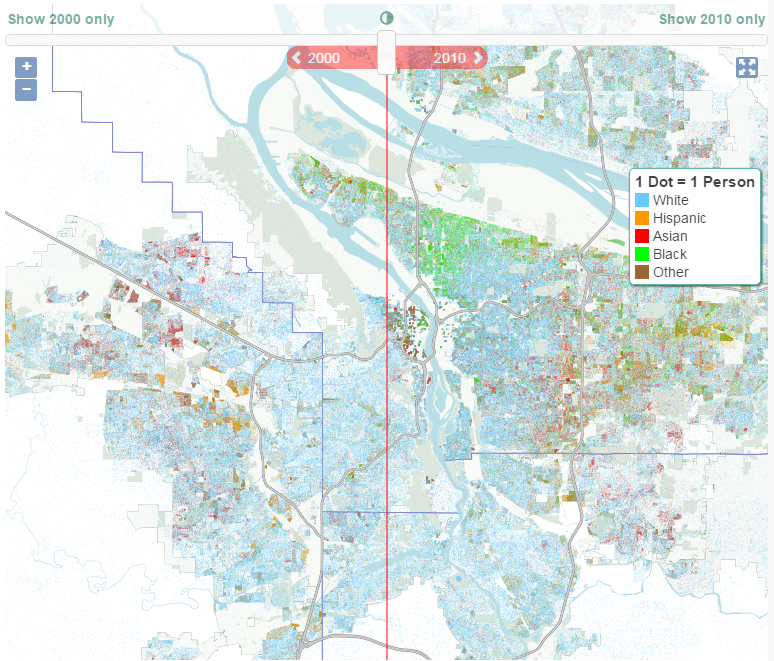 Show 2000 only
Show 2010 only
2000
2010
+
−
1 Dot = 1 Person
White
Hispanic
Asian
Black
Other